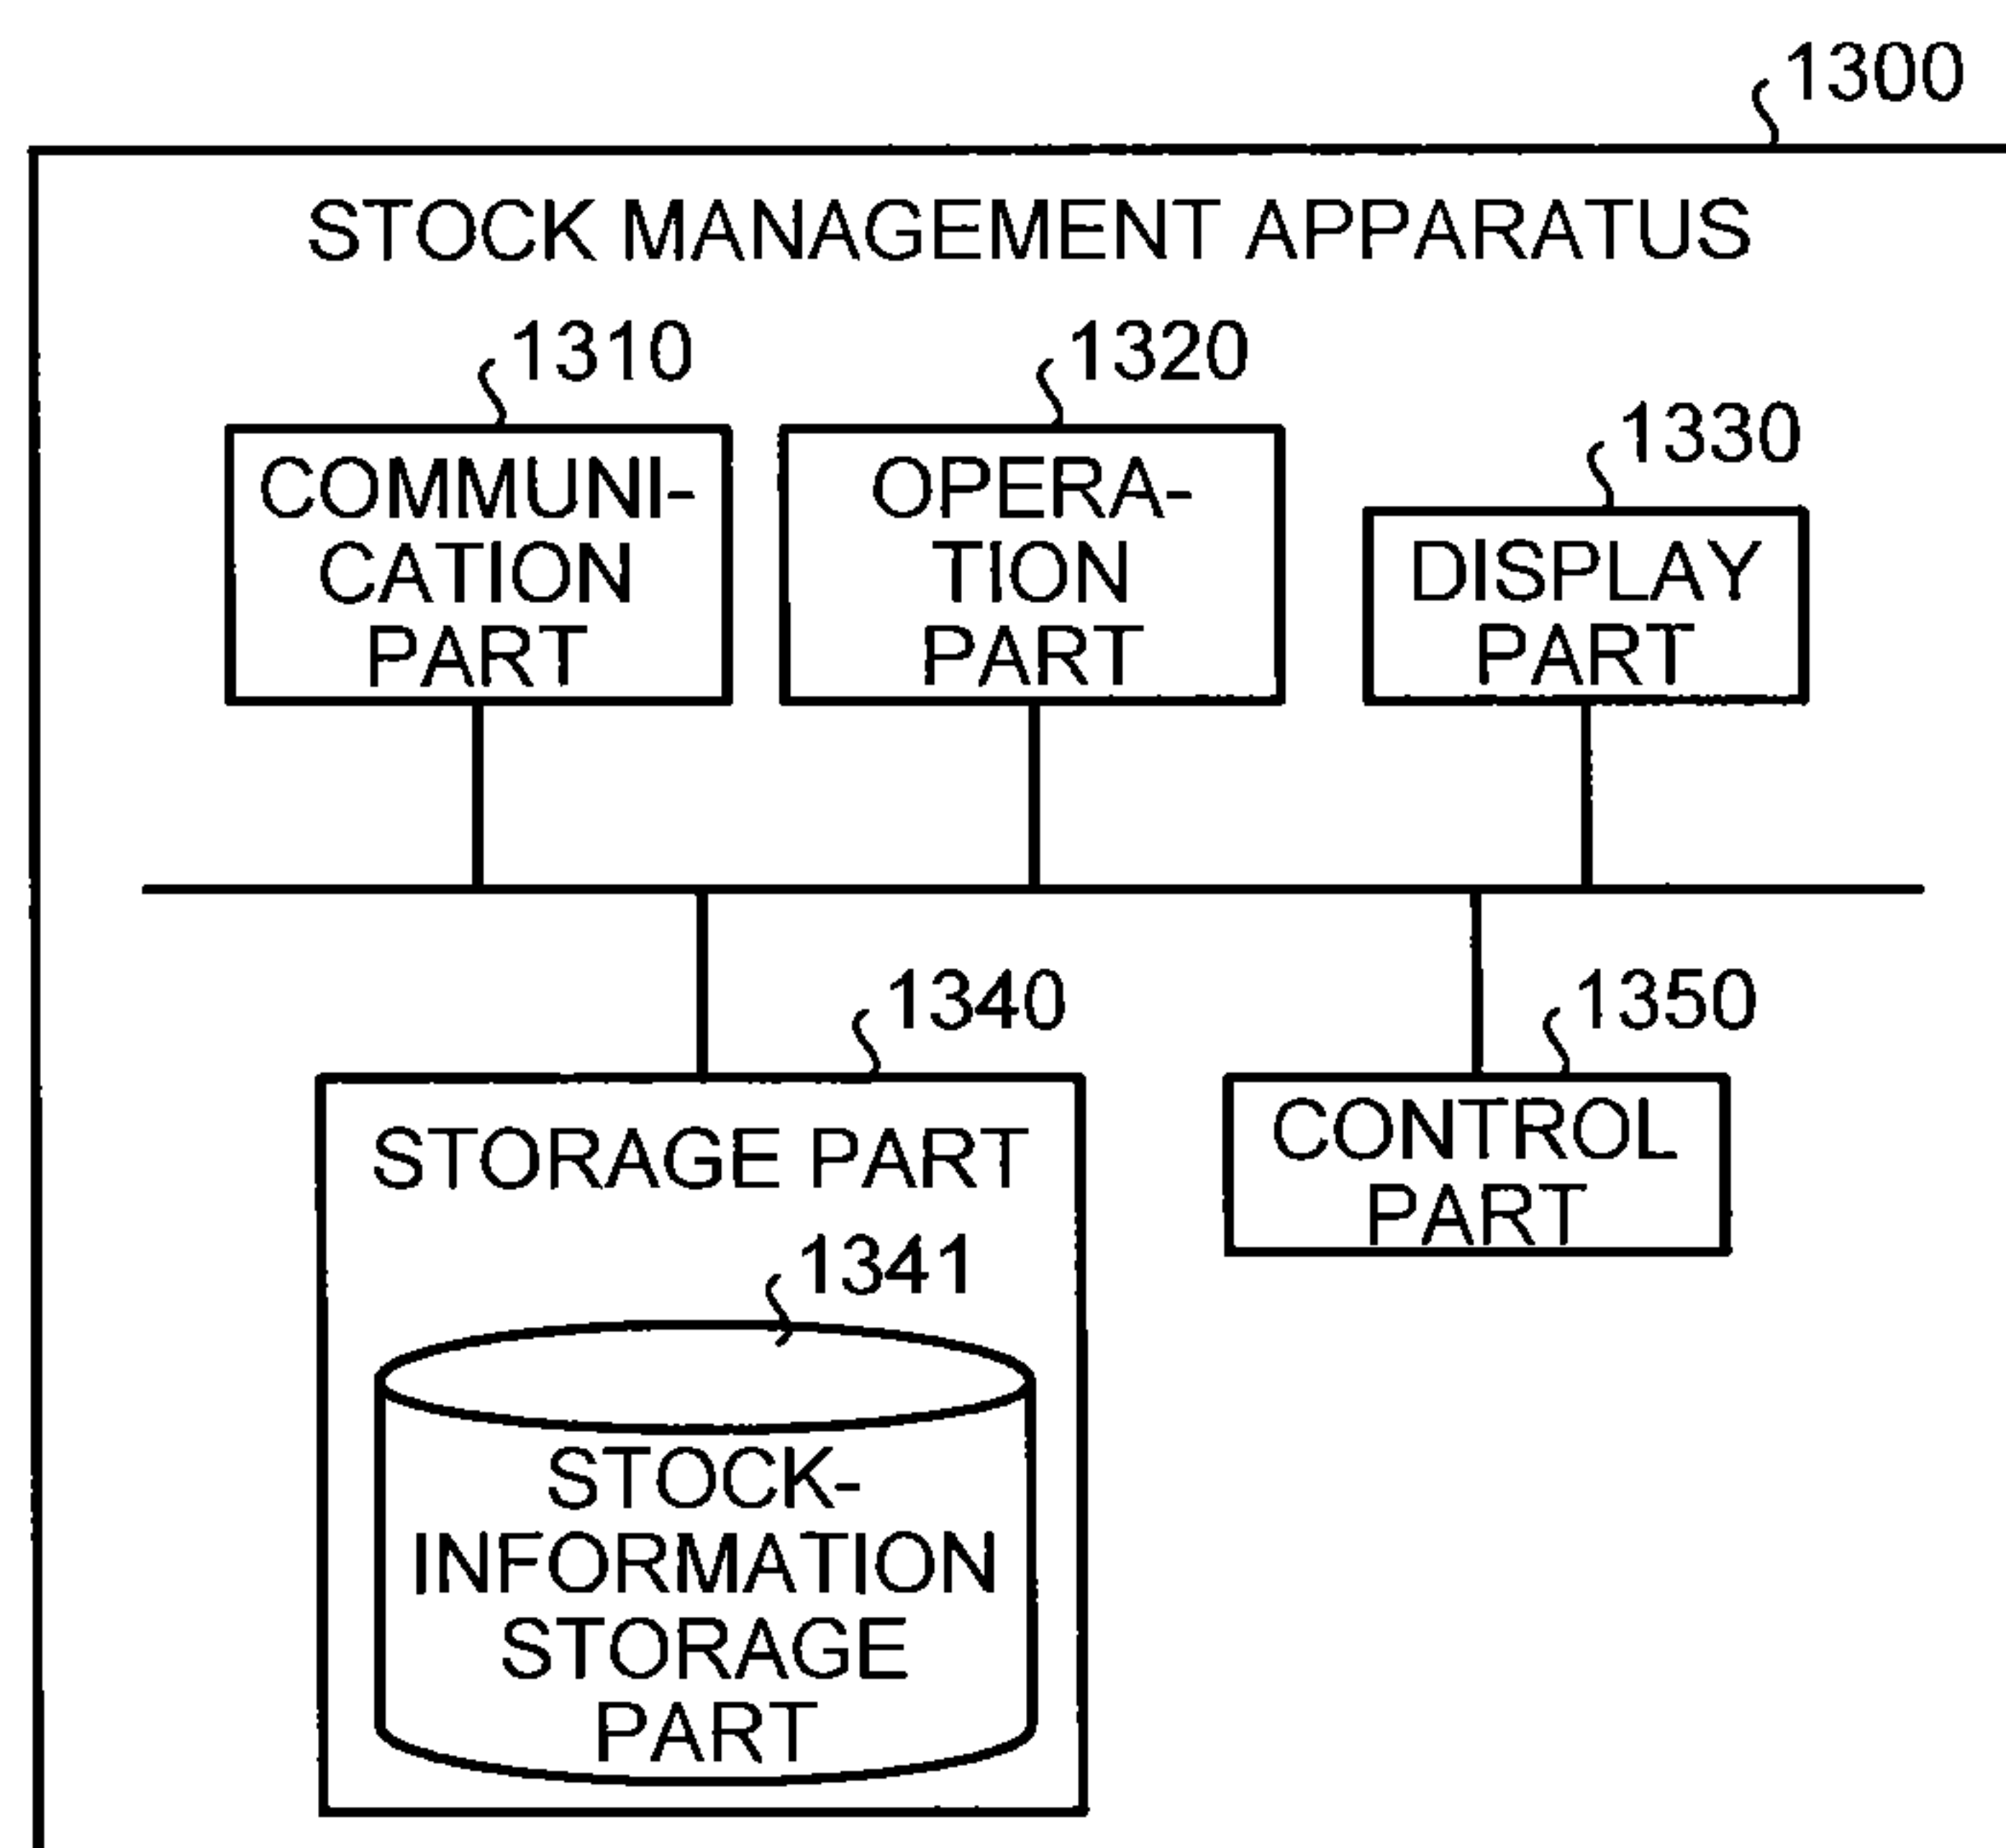 1300
STOCK MANAGEMENT APPARATUS
1310
1320
1330
COMMUNI-
CATION
PART
OPERA-
TION
PART
DISPLAY
PART
1340
1350
STORAGE PART
CONTROL
PART
1341
STOCK-
INFORMATION
STORAGE
PART